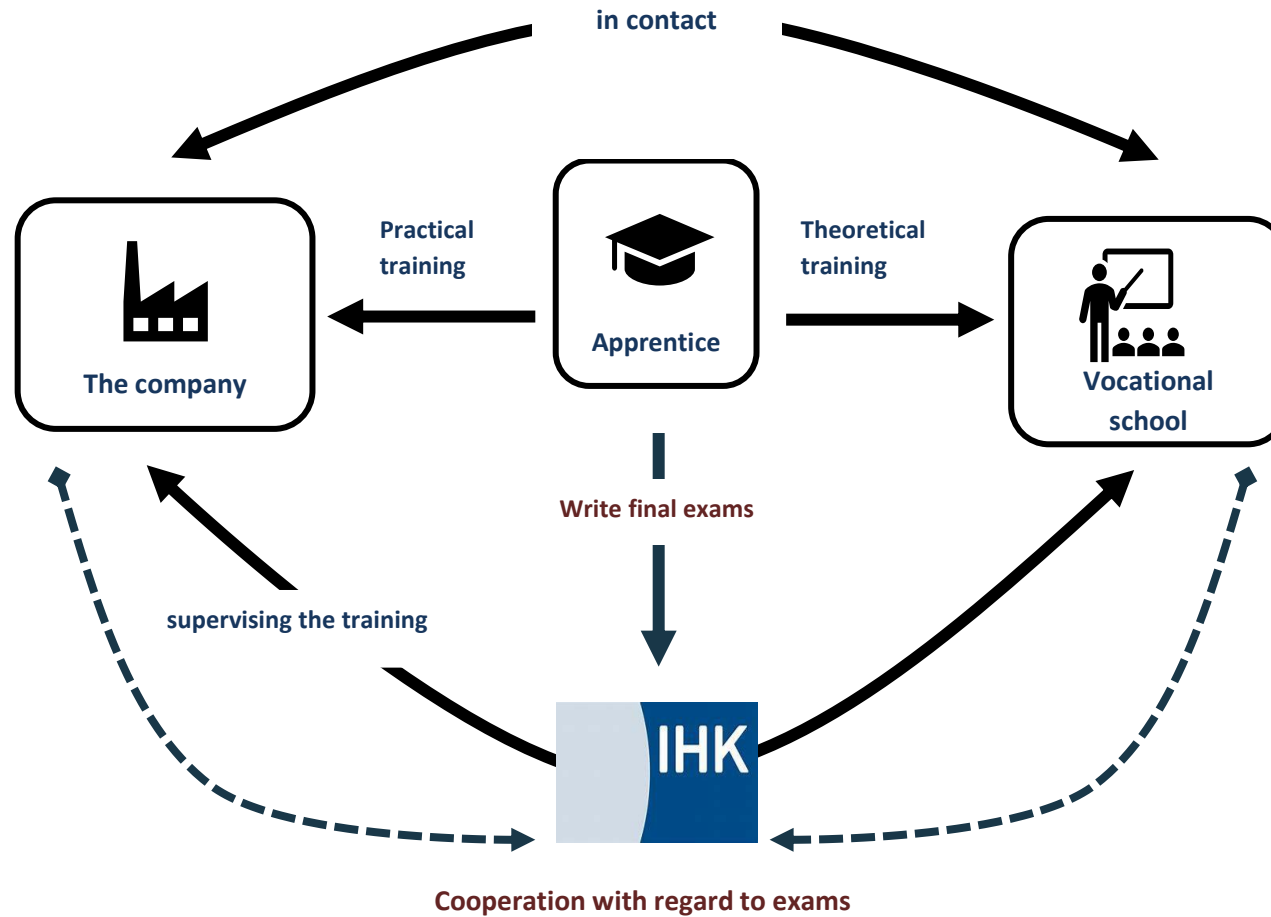 in contact
Practical
training
Theoretical
training
Apprentice
The company
Vocational
school
Write final exams
supervising the training
IHK
Cooperation with regard to exams